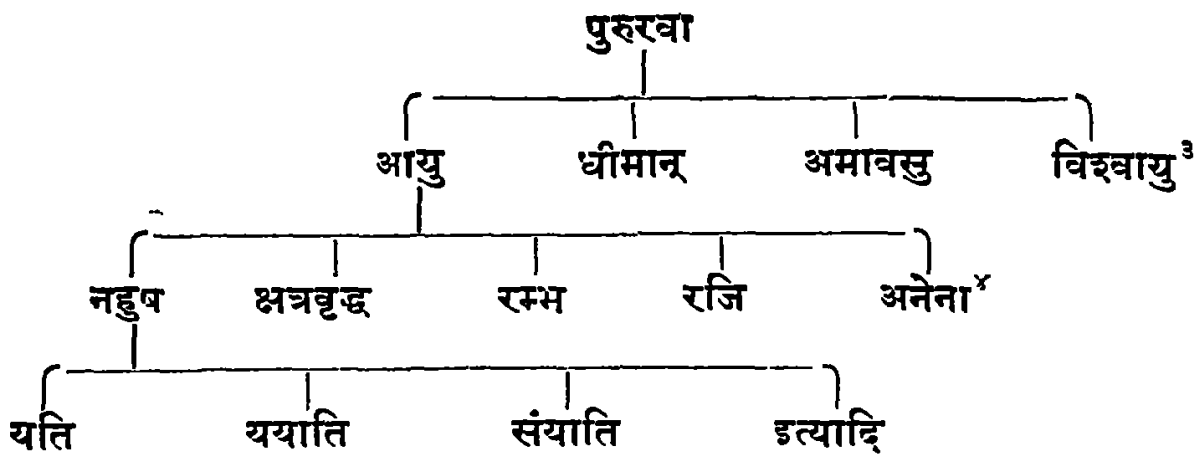 पुरुरवा
आयु धीमान् अमावसु विश्वायु³
नहुष क्षत्रवृद्ध रम्भ रजि अनेना⁴
यति ययाति संयाति इत्यादि